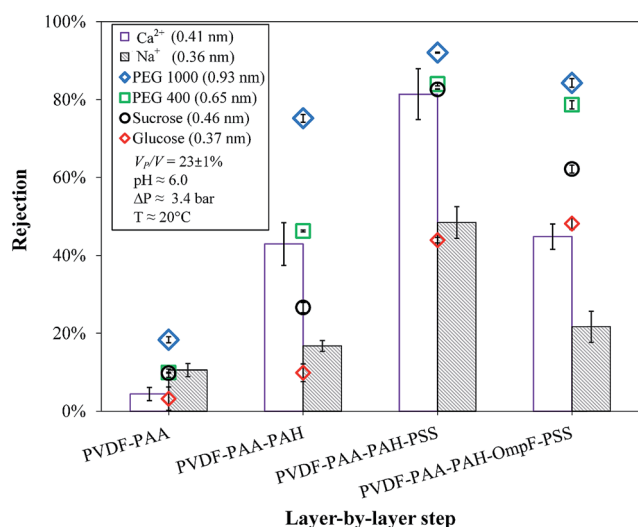 100%
80%
60%
40%
20%
0%
Rejection
Ca²⁺ (0.41 nm)
Na⁺ (0.36 nm)
PEG 1000 (0.93 nm)
PEG 400 (0.65 nm)
Sucrose (0.46 nm)
Glucose (0.37 nm)
V_P/V = 23±1%
pH ≈ 6.0
ΔP ≈ 3.4 bar
T ≈ 20°C
PVDF-PAA
PVDF-PAA-PAH
PVDF-PAA-PAH-PSS
PVDF-PAA-PAH-OmpF-PSS
Layer-by-layer step